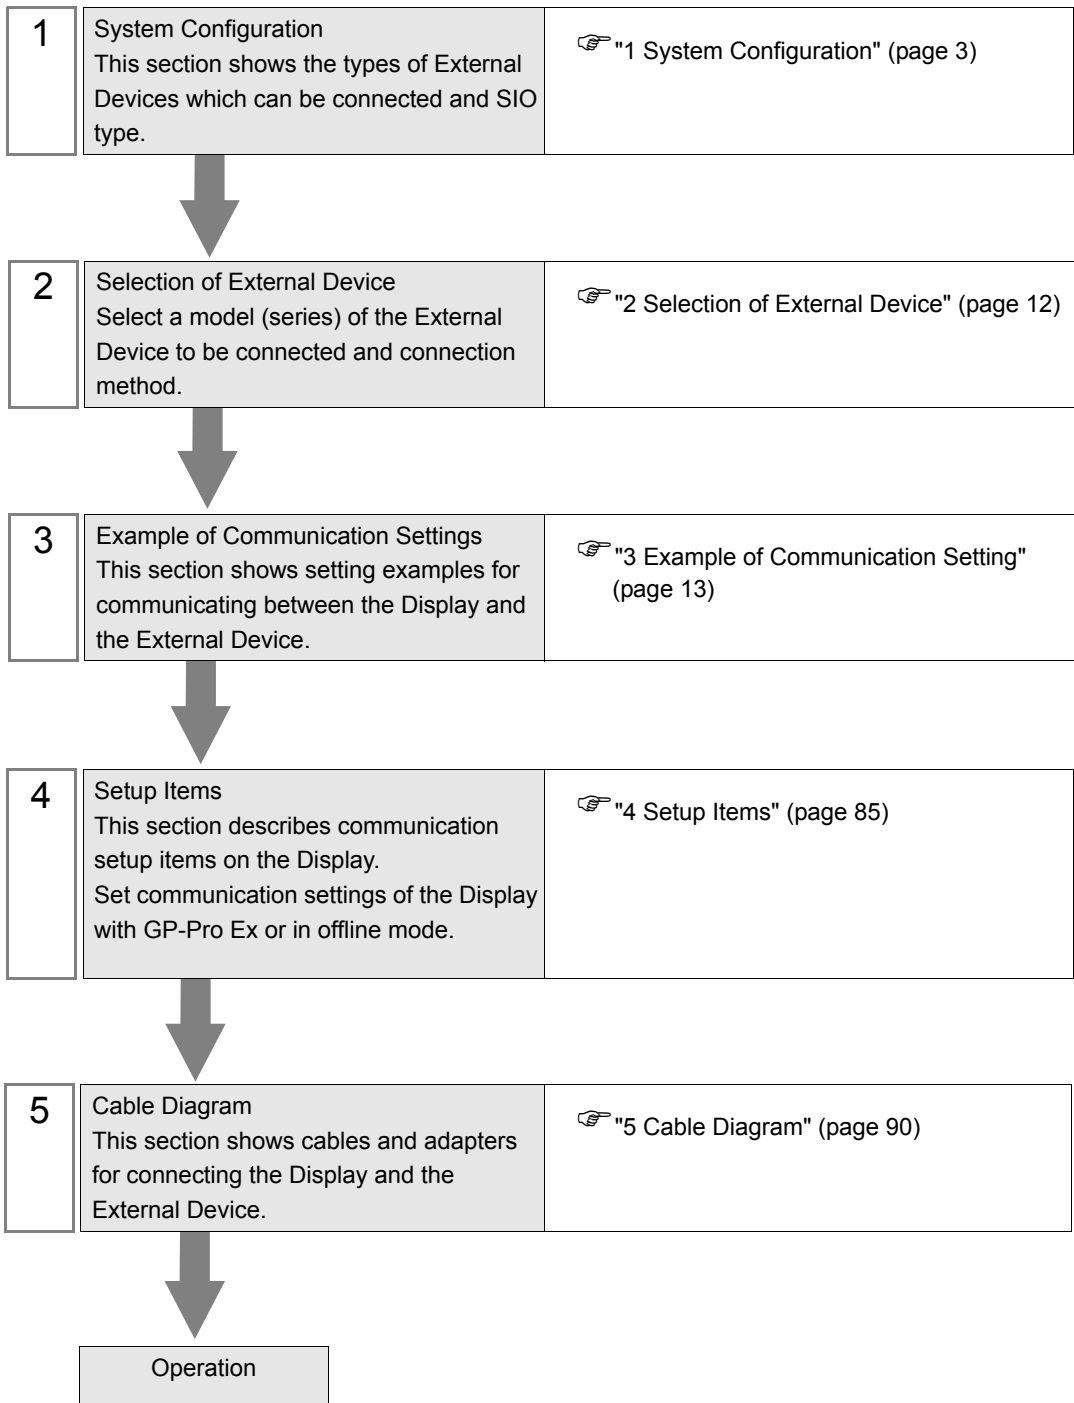 1
System Configuration
This section shows the types of External
Devices which can be connected and SIO
type.
"1 System Configuration" (page 3)
2
Selection of External Device
Select a model (series) of the External
Device to be connected and connection
method.
"2 Selection of External Device" (page 12)
3
Example of Communication Settings
This section shows setting examples for
communicating between the Display and
the External Device.
"3 Example of Communication Setting"
(page 13)
4
Setup Items
This section describes communication
setup items on the Display.
Set communication settings of the Display
with GP-Pro Ex or in offline mode.
"4 Setup Items" (page 85)
5
Cable Diagram
This section shows cables and adapters
for connecting the Display and the
External Device.
"5 Cable Diagram" (page 90)
Operation